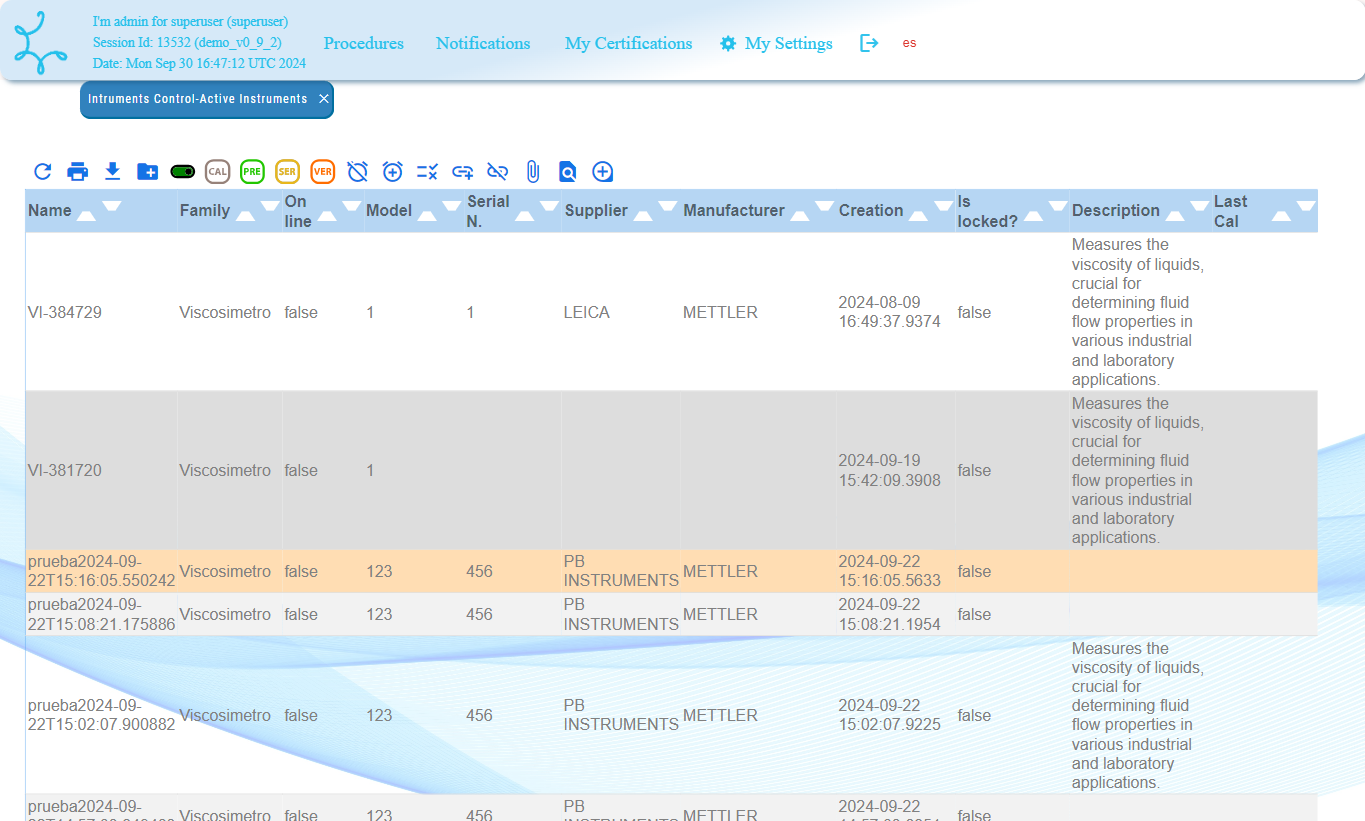 I'm admin for superuser (superuser)
Session Id: 13532 (demo_v0_9_2)
Date: Mon Sep 30 16:47:12 UTC 2024
Procedures
Notifications
My Certifications
My Settings
es
Intruments Control-Active Instruments
CAL
PRE
SER
VER
Name
Family
On
line
Model
Serial
N.
Supplier
Manufacturer
Creation
Is
locked?
Description
Last
Cal
VI-384729
Viscosimetro
false
1
1
LEICA
METTLER
2024-08-09
16:49:37.9374
false
Measures the
viscosity of liquids,
crucial for
determining fluid
flow properties in
various industrial
and laboratory
applications.
VI-381720
Viscosimetro
false
1
2024-09-19
15:42:09.3908
false
Measures the
viscosity of liquids,
crucial for
determining fluid
flow properties in
various industrial
and laboratory
applications.
prueba2024-09-
22T15:16:05.550242
Viscosimetro
false
123
456
PB
INSTRUMENTS
METTLER
2024-09-22
15:16:05.5633
false
prueba2024-09-
22T15:08:21.175886
Viscosimetro
false
123
456
PB
INSTRUMENTS
METTLER
2024-09-22
15:08:21.1954
false
prueba2024-09-
22T15:02:07.900882
Viscosimetro
false
123
456
PB
INSTRUMENTS
METTLER
2024-09-22
15:02:07.9225
false
Measures the
viscosity of liquids,
crucial for
determining fluid
flow properties in
various industrial
and laboratory
applications.
prueba2024-09-
Viscosimetro
false
123
456
PB
INSTRUMENTS
METTLER
2024-09-22
false